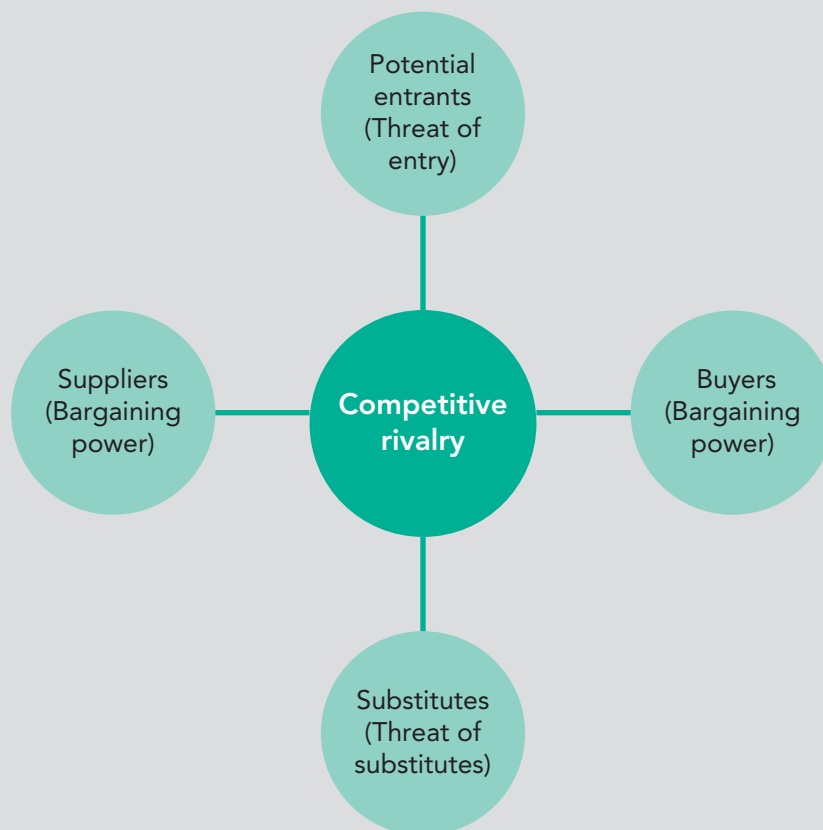 Potential
entrants
(Threat of
entry)
Suppliers
(Bargaining
power)
Competitive
rivalry
Buyers
(Bargaining
power)
Substitutes
(Threat of
substitutes)